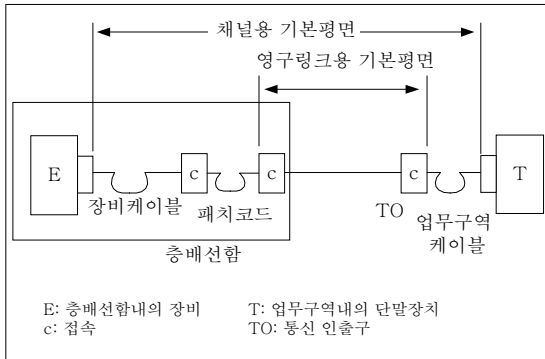 채널용 기본평면
영구링크용 기본평면
E
c
c
c
T
장비케이블
패치코드
TO
업무구역
케이블
층배선함
E: 층배선함내의 장비
T: 업무구역내의 단말장치
c: 접속
TO: 통신 인출구